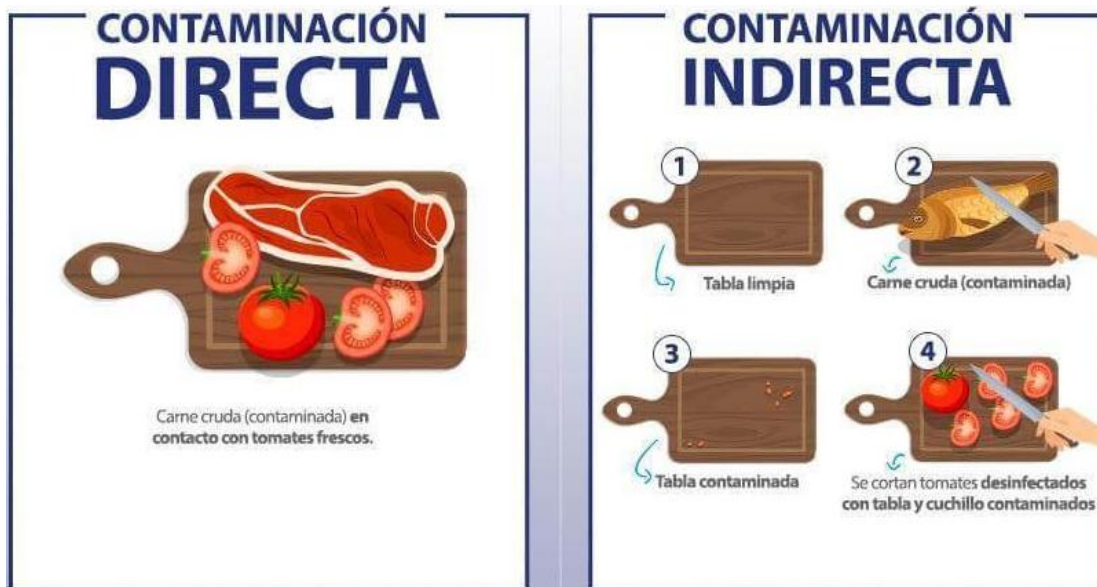 CONTAMINACIÓN
DIRECTA
Carne cruda (contaminada) en
contacto con tomates frescos.
CONTAMINACIÓN
INDIRECTA
1
Tabla limpia
2
Carne cruda (contaminada)
3
Tabla contaminada
4
Se cortan tomates desinfectados
con tabla y cuchillo contaminados